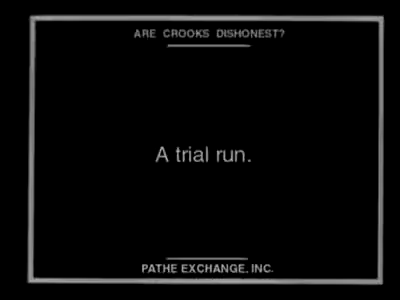 ARE CROOKS DISHONEST?
A trial run.
PATHE EXCHANGE, INC.